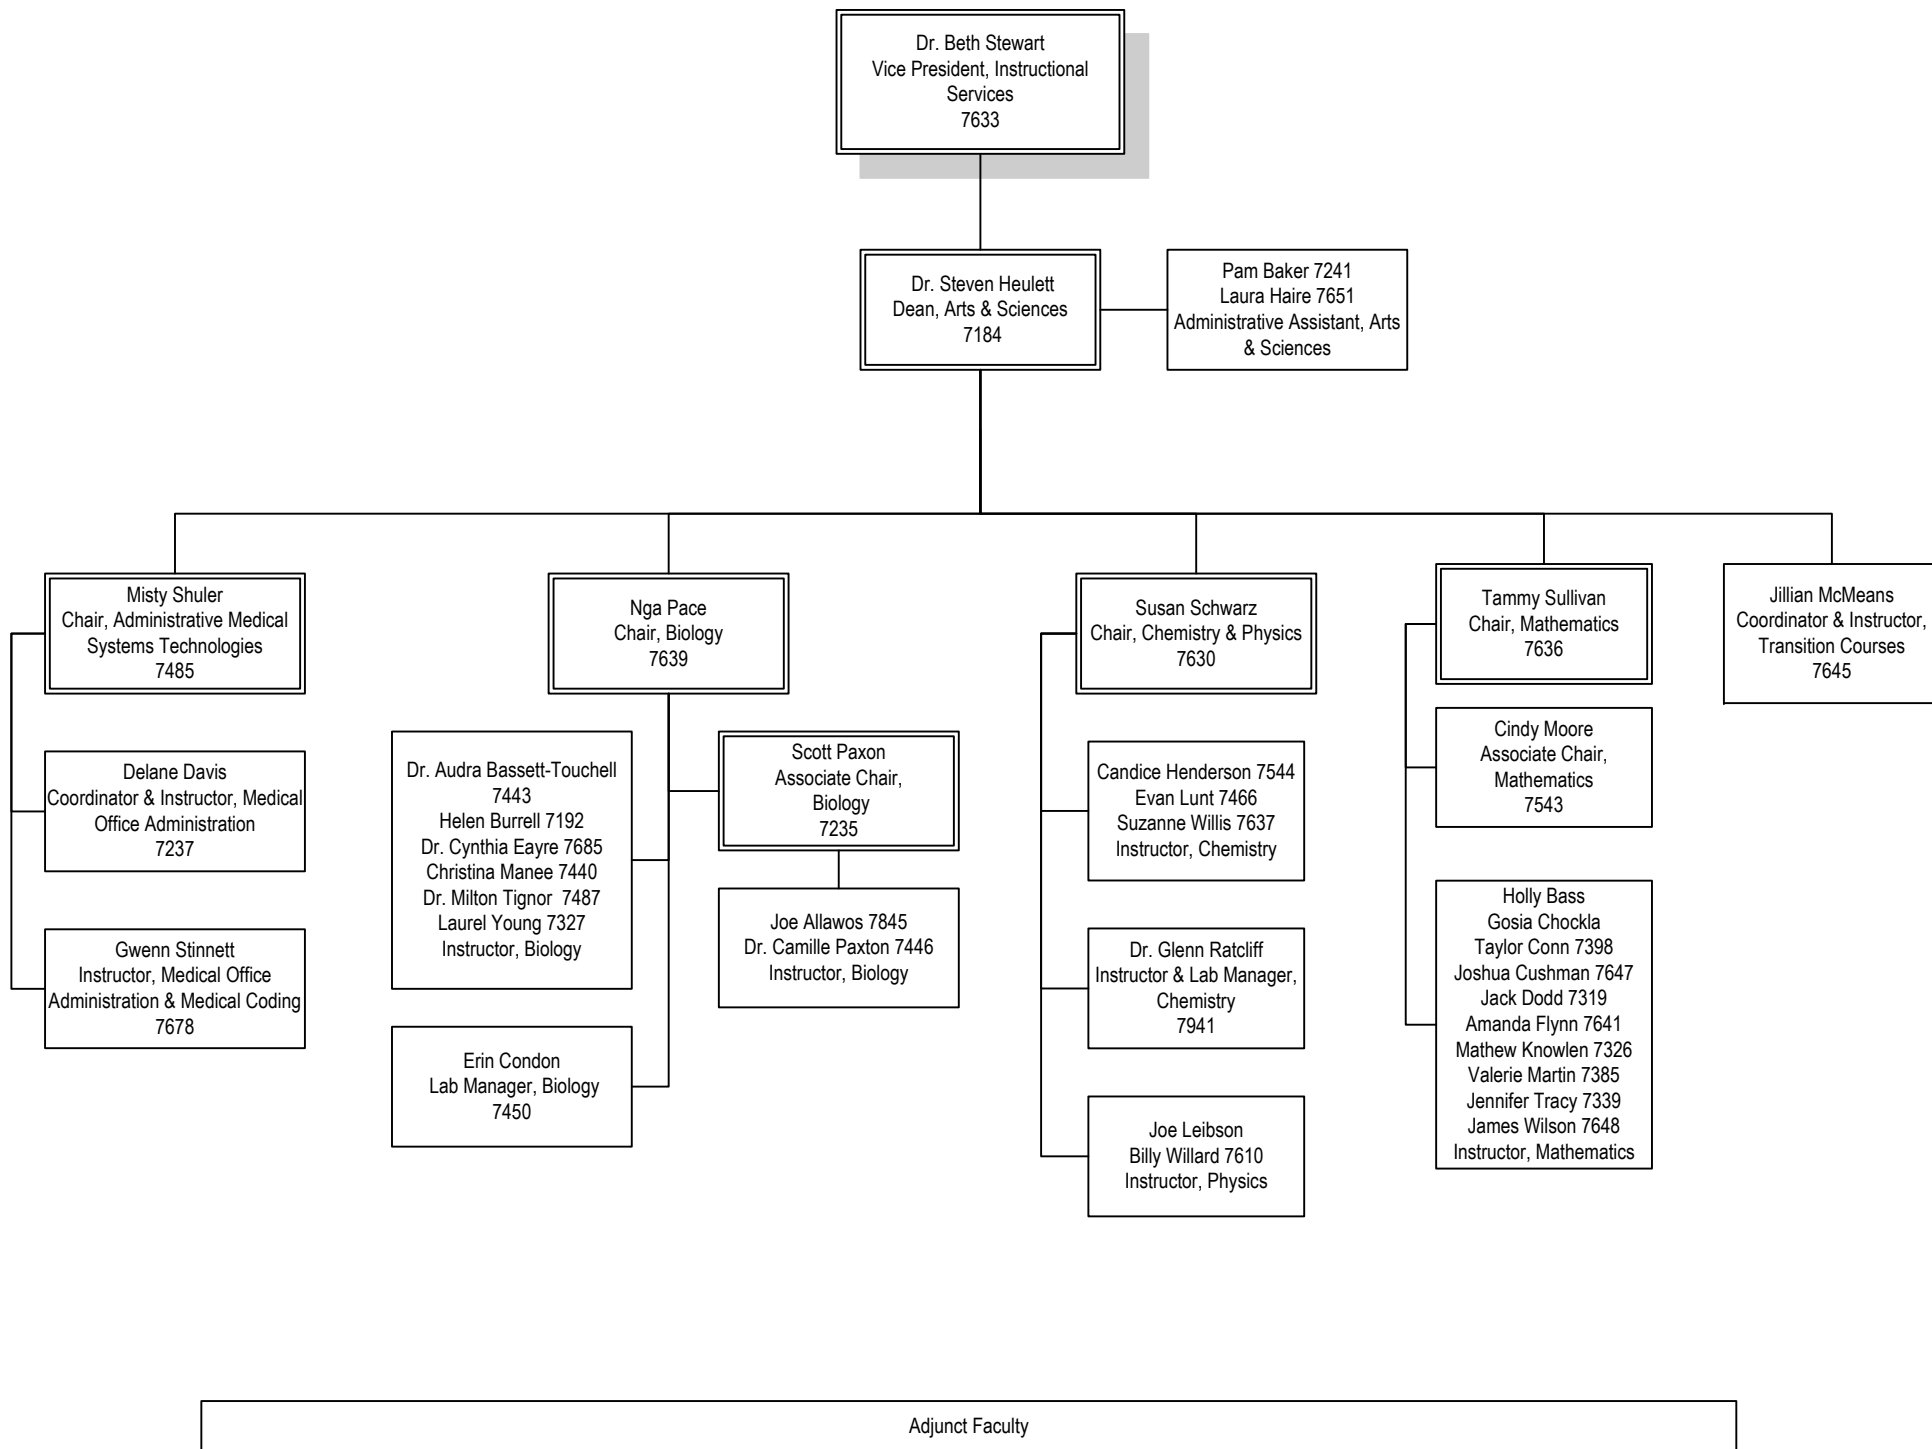 Dr. Beth Stewart
Vice President, Instructional
Services
7633
Dr. Steven Heulett
Dean, Arts & Sciences
7184
Pam Baker 7241
Laura Haire 7651
Administrative Assistant, Arts
& Sciences
Misty Shuler
Chair, Administrative Medical
Systems Technologies
7485
Delane Davis
Coordinator & Instructor, Medical
Office Administration
7237
Gwenn Stinnett
Instructor, Medical Office
Administration & Medical Coding
7678
Nga Pace
Chair, Biology
7639
Dr. Audra Bassett-Touchell
7443
Helen Burrell 7192
Dr. Cynthia Eayre 7685
Christina Manee 7440
Dr. Milton Tignor  7487
Laurel Young 7327
Instructor, Biology
Erin Condon
Lab Manager, Biology
7450
Scott Paxon
Associate Chair,
Biology
7235
Joe Allawos 7845
Dr. Camille Paxton 7446
Instructor, Biology
Susan Schwarz
Chair, Chemistry & Physics
7630
Candice Henderson 7544
Evan Lunt 7466
Suzanne Willis 7637
Instructor, Chemistry
Dr. Glenn Ratcliff
Instructor & Lab Manager,
Chemistry
7941
Joe Leibson
Billy Willard 7610
Instructor, Physics
Tammy Sullivan
Chair, Mathematics
7636
Cindy Moore
Associate Chair,
Mathematics
7543
Holly Bass
Gosia Chockla
Taylor Conn 7398
Joshua Cushman 7647
Jack Dodd 7319
Amanda Flynn 7641
Mathew Knowlen 7326
Valerie Martin 7385
Jennifer Tracy 7339
James Wilson 7648
Instructor, Mathematics
Jillian McMeans
Coordinator & Instructor,
Transition Courses
7645
Adjunct Faculty